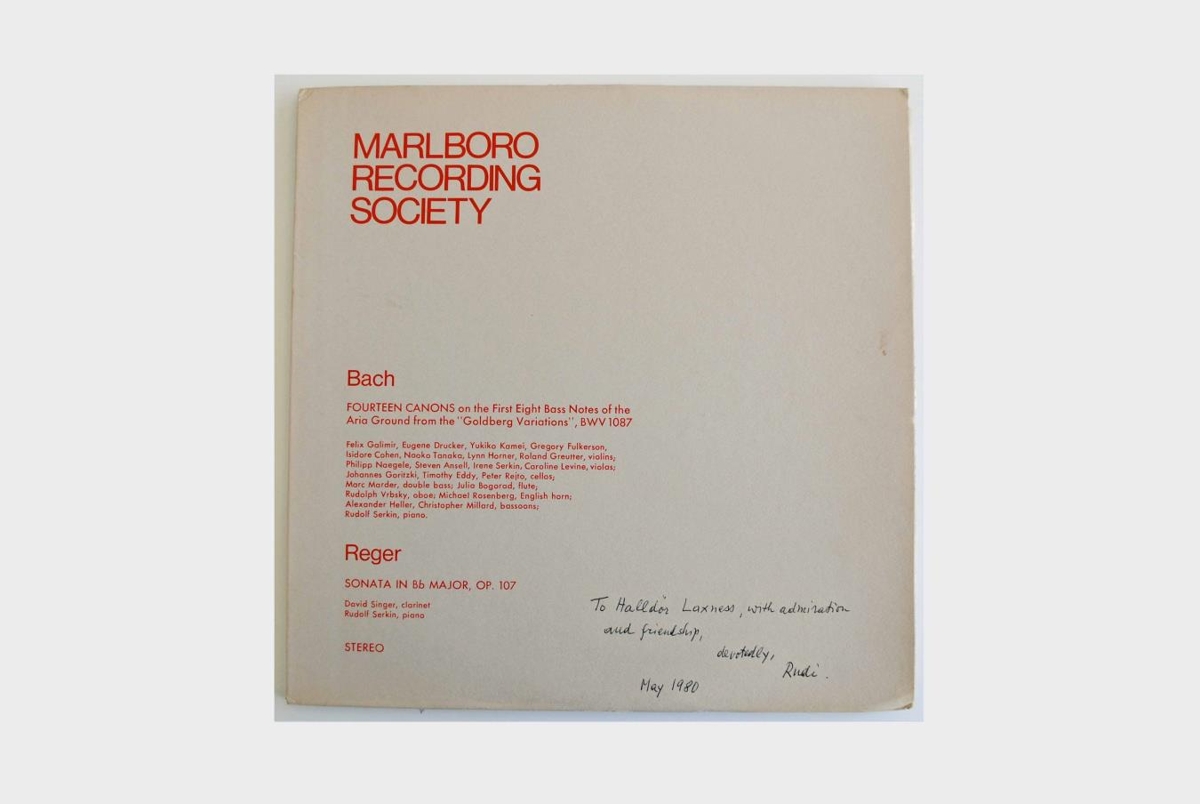 MARLBORO
RECORDING
SOCIETY
Bach
FOURTEEN CANONS on the First Eight Bass Notes of the
Aria Ground from the "Goldberg Variations", BWV 1087
Felix Galimir, Eugene Drucker, Yukiko Kamei, Gregory Fulkerson,
Isidore Cohen, Naoko Tanaka, Lynn Horner, Roland Greutter, violins;
Philipp Naegele, Steven Ansell, Irene Serkin, Caroline Levine, violas;
Johannes Goritzki, Timothy Eddy, Peter Rejto, cellos;
Marc Marder, double bass; Julia Bogorad, flute;
Rudolph Vrbsky, oboe; Michael Rosenberg, English horn;
Alexander Heller, Christopher Millard, bassoons;
Rudolf Serkin, piano.
Reger
SONATA IN Bb MAJOR, OP. 107
David Singer, clarinet
Rudolf Serkin, piano
STEREO
To Halldór Laxness, with admiration
and friendship,
devotedly,
Rudi.
May 1980